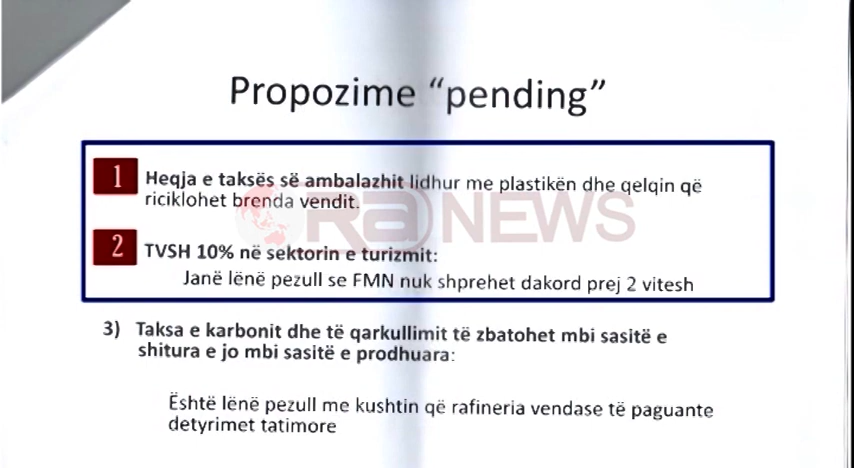 Propozime “pending”
1 Heqja e taksës së ambalazhit lidhur me plastikën dhe qelqin që
riciklohet brenda vendit.
Ora NEWS
2 TVSH 10% në sektorin e turizmit:
Janë lënë pezull se FMN nuk shprehet dakord prej 2 vitesh
3) Taksa e karbonit dhe të qarkullimit të zbatohet mbi sasitë e
shitura e jo mbi sasitë e prodhuara:
Është lënë pezull me kushtin që rafineria vendase të paguante
detyrimet tatimore